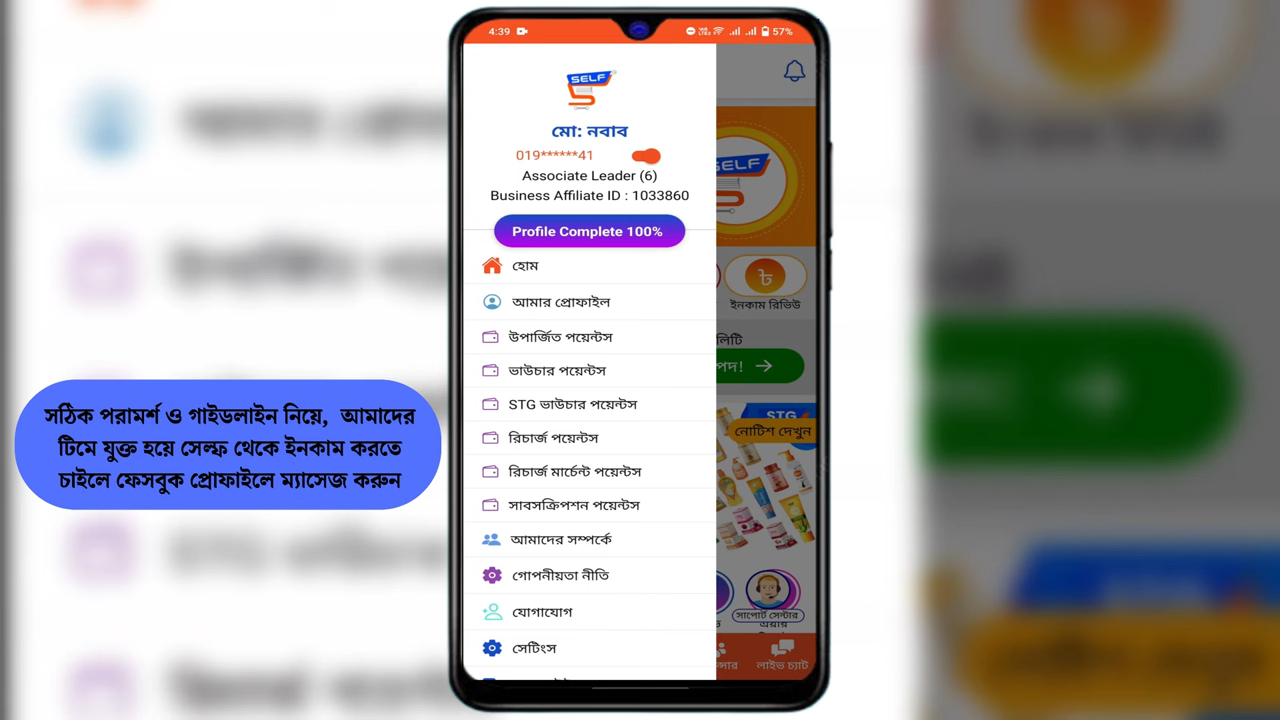 4:39
57%
SELF
মো: নবাব
019******41
Associate Leader (6)
Business Affiliate ID : 1033860
Profile Complete 100%
হোম
আমার প্রোফাইল
উপার্জিত পয়েন্টস
ভাউচার পয়েন্টস
STG ভাউচার পয়েন্টস
রিচার্জ পয়েন্টস
রিচার্জ মার্চেন্ট পয়েন্টস
সাবসক্রিপশন পয়েন্টস
আমাদের সম্পর্কে
গোপনীয়তা নীতি
যোগাযোগ
সেটিংস
SELF
ইনকাম রিভিউ
STG
নোটিশ দেখুন
সাপোর্ট সেন্টার
লাইভ চ্যাট
সঠিক পরামর্শ ও গাইডলাইন নিয়ে, আমাদের
টিমে যুক্ত হয়ে সেল্ফ থেকে ইনকাম করতে
চাইলে ফেসবুক প্রোফাইলে ম্যাসেজ করুন